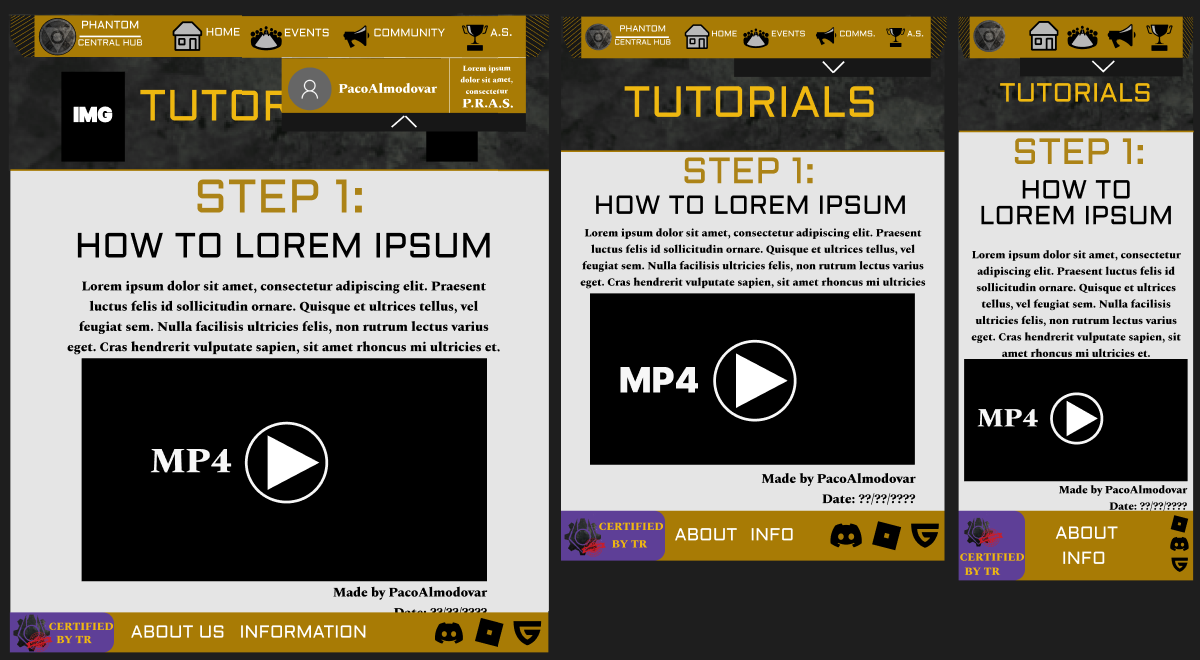 PHANTOM
CENTRAL HUB
HOME
EVENTS
COMMUNITY
A.S.
PacoAlmodovar
Lorem ipsum
dolor sit amet,
consectetur
P.R.A.S.
IMG
TUTOR
STEP 1:
HOW TO LOREM IPSUM
Lorem ipsum dolor sit amet, consectetur adipiscing elit. Praesent
luctus felis id sollicitudin ornare. Quisque et ultrices tellus, vel
feugiat sem. Nulla facilisis ultricies felis, non rutrum lectus varius
eget. Cras hendrerit vulputate sapien, sit amet rhoncus mi ultricies et.
MP4
Made by PacoAlmodovar
Date: ??/??/????
CERTIFIED
BY TR
ABOUT US
INFORMATION
PHANTOM
CENTRAL HUB
HOME
EVENTS
COMMS.
A.S.
TUTORIALS
STEP 1:
HOW TO LOREM IPSUM
Lorem ipsum dolor sit amet, consectetur adipiscing elit. Praesent
luctus felis id sollicitudin ornare. Quisque et ultrices tellus, vel
feugiat sem. Nulla facilisis ultricies felis, non rutrum lectus varius
eget. Cras hendrerit vulputate sapien, sit amet rhoncus mi ultricies
MP4
Made by PacoAlmodovar
Date: ??/??/????
CERTIFIED
BY TR
ABOUT
INFO
TUTORIALS
STEP 1:
HOW TO
LOREM IPSUM
Lorem ipsum dolor sit amet, consectetur
adipiscing elit. Praesent luctus felis id
sollicitudin ornare. Quisque et ultrices
tellus, vel feugiat sem. Nulla facilisis
ultricies felis, non rutrum lectus varius
eget. Cras hendrerit vulputate sapien, sit
amet rhoncus mi ultricies et.
MP4
Made by PacoAlmodovar
Date: ??/??/????
CERTIFIED
BY TR
ABOUT
INFO